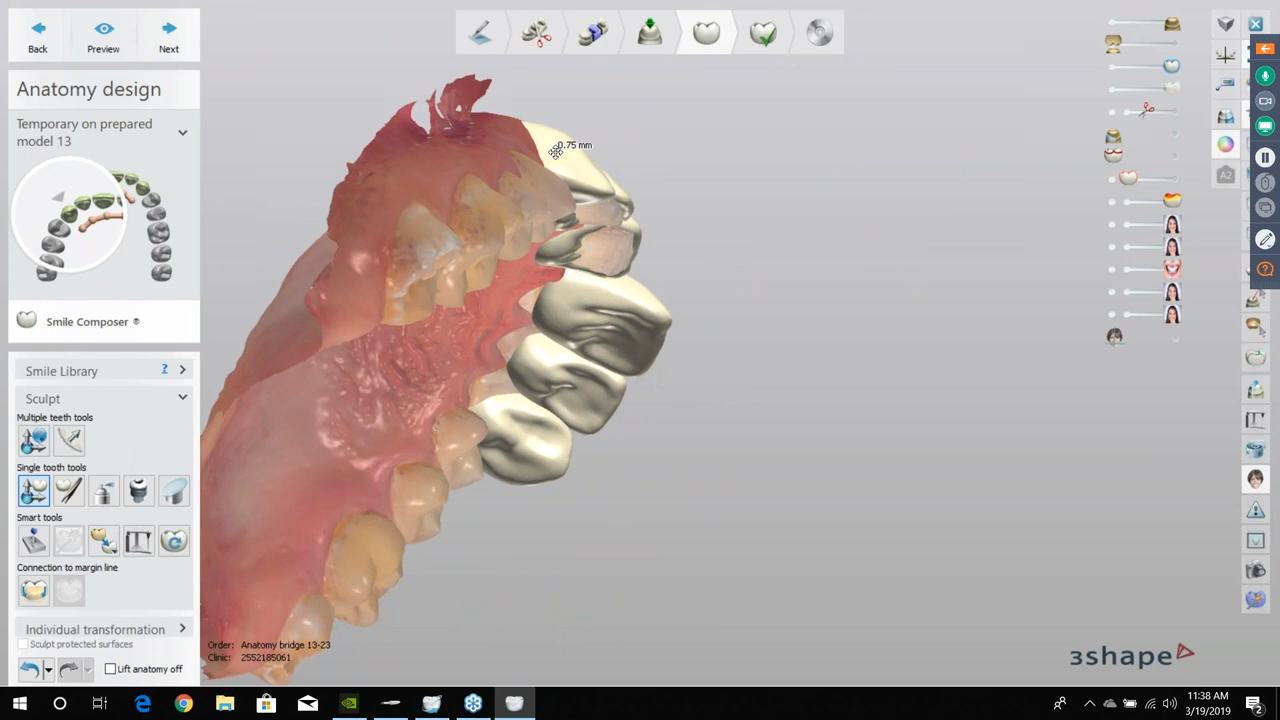 Back
Preview
Next
Anatomy design
Temporary on prepared
model 13
Smile Composer ®
Smile Library
?
Sculpt
Multiple teeth tools
Single tooth tools
Smart tools
Connection to margin line
Individual transformation
Sculpt protected surfaces
Lift anatomy off
0.75 mm
A2
Order: Anatomy bridge 13-23
Clinic: 2552185061
3shape
11:38 AM
3/19/2019
2